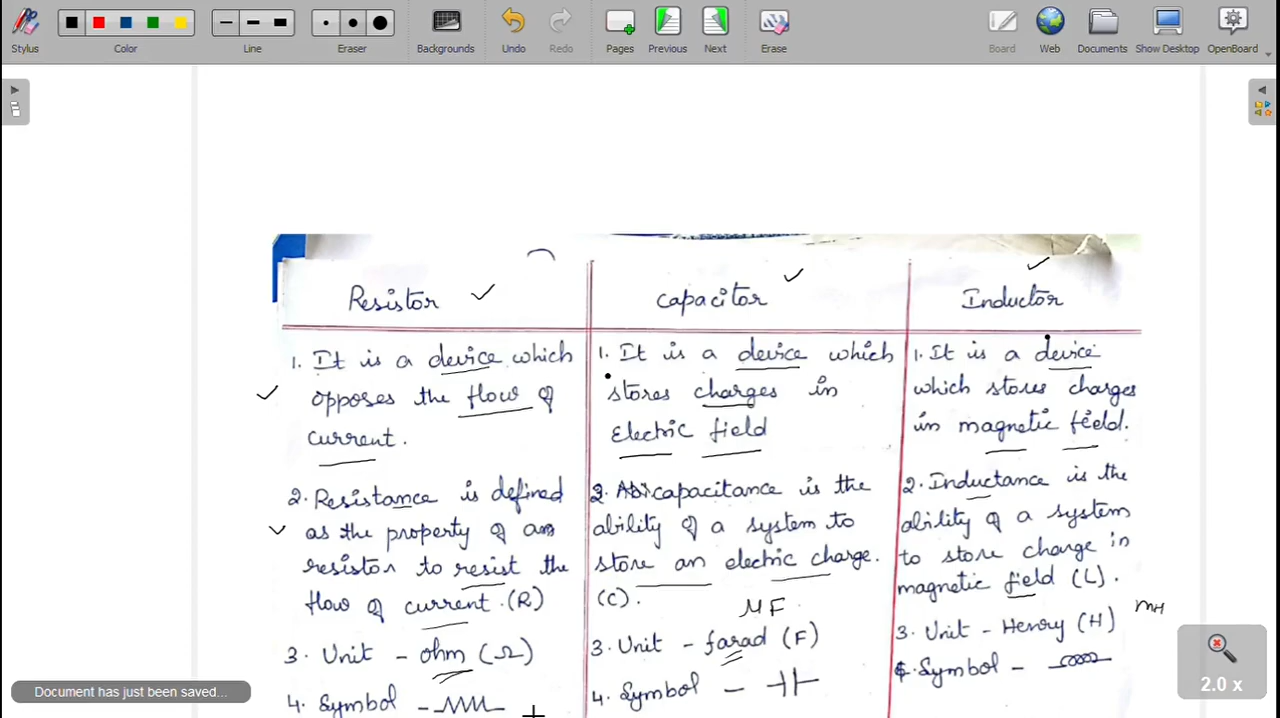 Stylus
Color
Line
Eraser
Backgrounds
Undo
Redo
Pages
Previous
Next
Erase
Board
Web
Documents
Show Desktop
OpenBoard
Resistor
1. It is a device which
opposes the flow of
current.
2. Resistance is defined
as the property of an
resistor to resist the
flow of current.(R)
3. Unit - ohm (Ω)
4. Symbol -
capacitor
1. It is a device which
stores charges in
Electric field
2. capacitance is the
ability of a system to
store an electric charge.
(C).
MF
3. Unit - farad (F)
4. Symbol -
Inductor
1. It is a device
which stores charges
in magnetic field.
2. Inductance is the
ability of a system
to store charge in
magnetic field (L).
mH
3. Unit - Henry (H)
Symbol -
Document has just been saved...
2.0 x